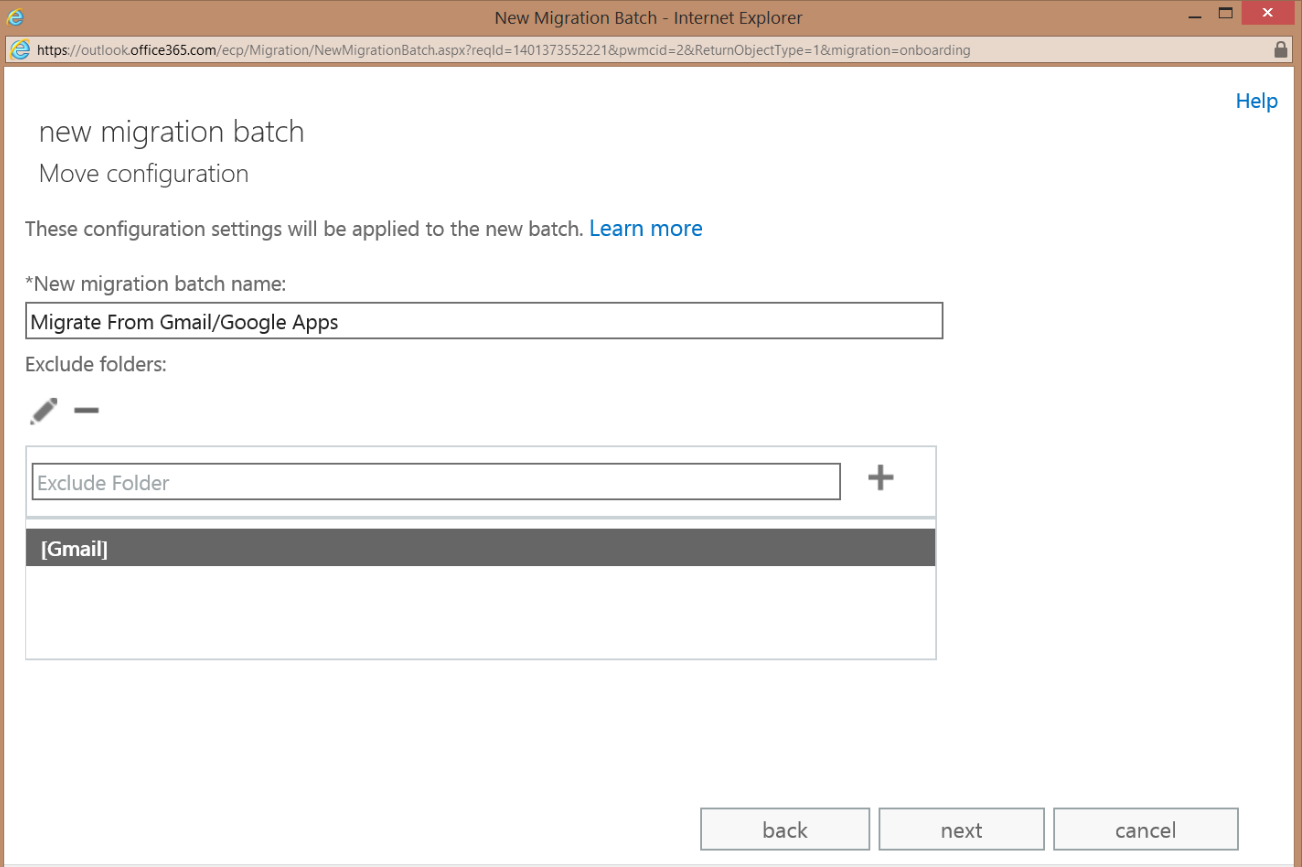 New Migration Batch - Internet Explorer
https://outlook.office365.com/ecp/Migration/NewMigrationBatch.aspx?reqId=1401373552221&pwmcid=2&ReturnObjectType=1&migration=onboarding
Help
new migration batch
Move configuration
These configuration settings will be applied to the new batch. Learn more
*New migration batch name:
Migrate From Gmail/Google Apps
Exclude folders:
Exclude Folder
[Gmail]
back next cancel